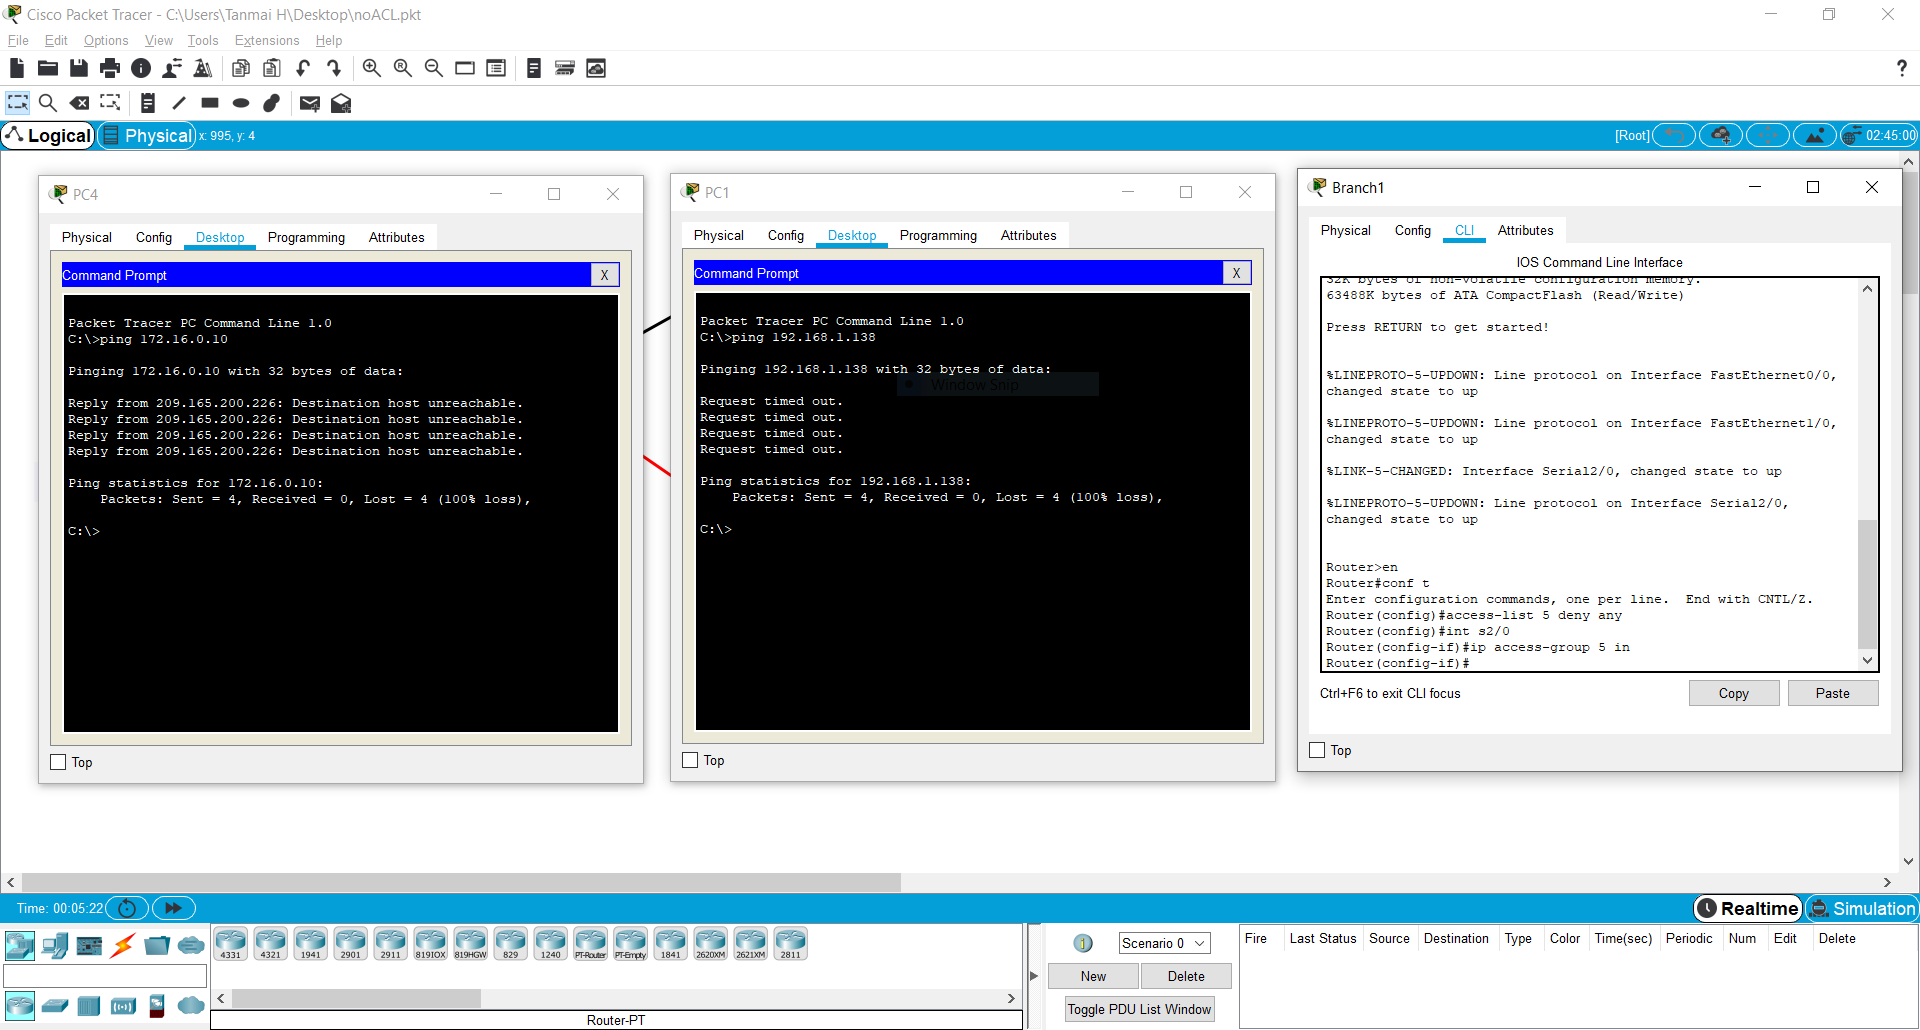 Cisco Packet Tracer - C:\Users\Tanmai H\Desktop\noACL.pkt
File Edit Options View Tools Extensions Help
?
Logical Physical x: 995, y: 4
[Root] 02:45:00
PC4
Physical Config Desktop Programming Attributes
Command Prompt X
Packet Tracer PC Command Line 1.0
C:\>ping 172.16.0.10
Pinging 172.16.0.10 with 32 bytes of data:
Reply from 209.165.200.226: Destination host unreachable.
Reply from 209.165.200.226: Destination host unreachable.
Reply from 209.165.200.226: Destination host unreachable.
Reply from 209.165.200.226: Destination host unreachable.
Ping statistics for 172.16.0.10:
Packets: Sent = 4, Received = 0, Lost = 4 (100% loss),
C:\>
Top
PC1
Physical Config Desktop Programming Attributes
Command Prompt X
Packet Tracer PC Command Line 1.0
C:\>ping 192.168.1.138
Pinging 192.168.1.138 with 32 bytes of data:
Window Snip
Request timed out.
Request timed out.
Request timed out.
Request timed out.
Ping statistics for 192.168.1.138:
Packets: Sent = 4, Received = 0, Lost = 4 (100% loss),
C:\>
Top
Branch1
Physical Config CLI Attributes
IOS Command Line Interface
32K bytes of non-volatile configuration memory.
63488K bytes of ATA CompactFlash (Read/Write)
Press RETURN to get started!
%LINEPROTO-5-UPDOWN: Line protocol on Interface FastEthernet0/0,
changed state to up
%LINEPROTO-5-UPDOWN: Line protocol on Interface FastEthernet1/0,
changed state to up
%LINK-5-CHANGED: Interface Serial2/0, changed state to up
%LINEPROTO-5-UPDOWN: Line protocol on Interface Serial2/0,
changed state to up
Router>en
Router#conf t
Enter configuration commands, one per line.  End with CNTL/Z.
Router(config)#access-list 5 deny any
Router(config)#int s2/0
Router(config-if)#ip access-group 5 in
Router(config-if)#
Ctrl+F6 to exit CLI focus Copy Paste
Top
Time: 00:05:22
Realtime Simulation
4331 4321 1941 2901 2911 819IOX 819HGW 829 1240 PT-Router PT-Empty 1841 2620XM 2621XM 2811
Router-PT
1 Scenario 0
New Delete
Toggle PDU List Window
Fire Last Status Source Destination Type Color Time(sec) Periodic Num Edit Delete